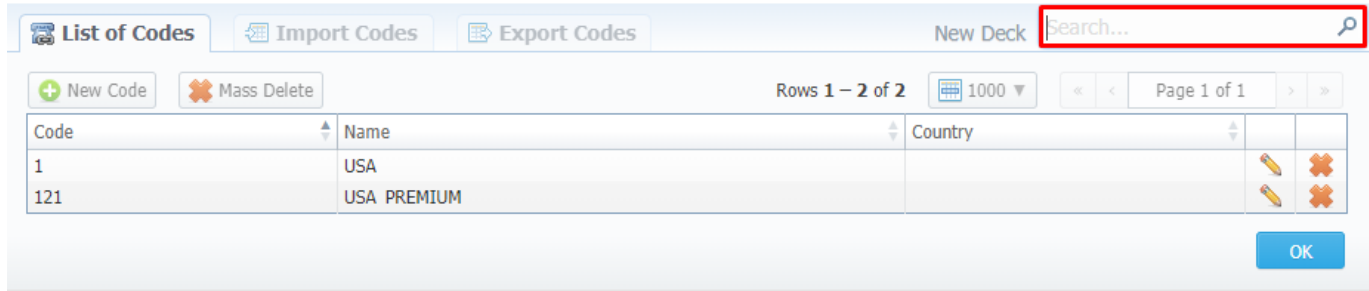 List of Codes Import Codes Export Codes New Deck Search...
New Code Mass Delete Rows 1 – 2 of 2 1000 ▼ « < Page 1 of 1 > »
Code Name Country
1 USA
121 USA PREMIUM
OK